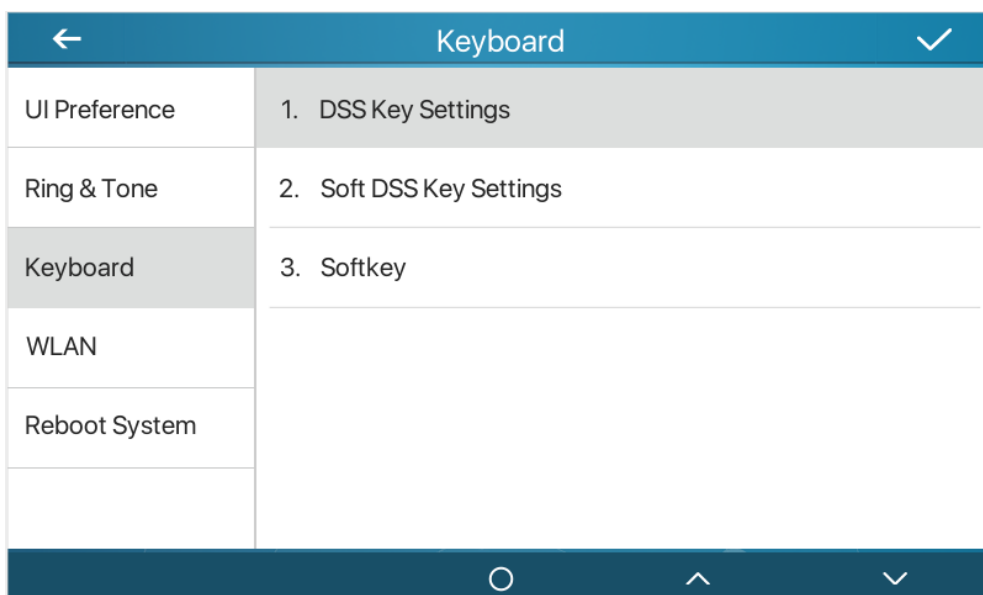 Keyboard
UI Preference
Ring & Tone
Keyboard
WLAN
Reboot System
1. DSS Key Settings
2. Soft DSS Key Settings
3. Softkey